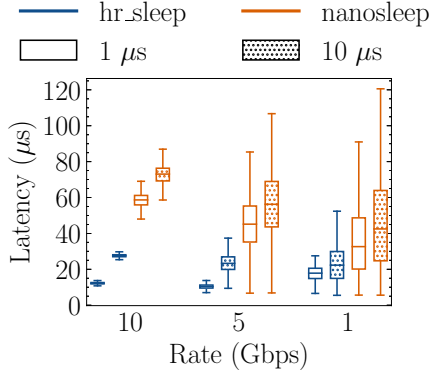 hr_sleep nanosleep
1 μs 10 μs
Latency (μs)
120
100
80
60
40
20
0
10 5 1
Rate (Gbps)